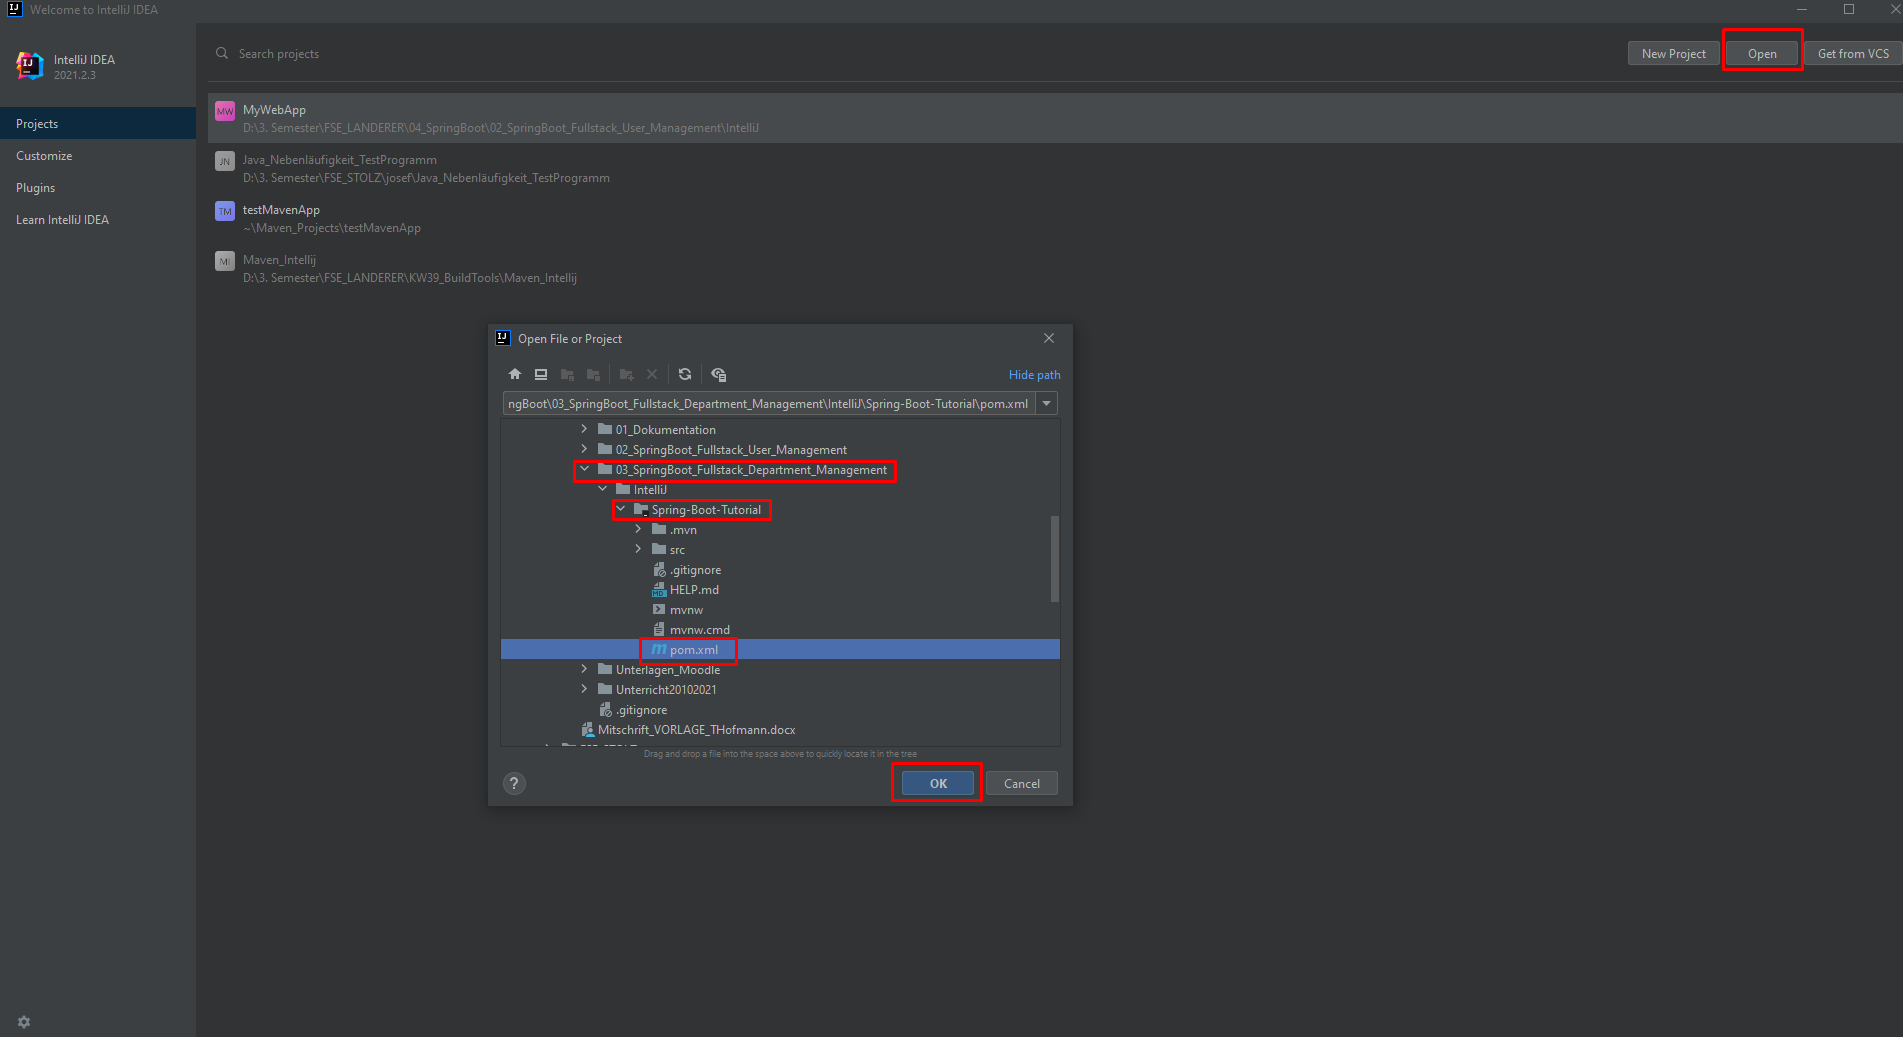 Welcome to IntelliJ IDEA
IntelliJ IDEA
2021.2.3
Projects
Customize
Plugins
Learn IntelliJ IDEA
Search projects
New Project
Open
Get from VCS
MW
MyWebApp
D:\3. Semester\FSE_LANDERER\04_SpringBoot\02_SpringBoot_Fullstack_User_Management\IntelliJ
JN
Java_Nebenläufigkeit_TestProgramm
D:\3. Semester\FSE_STOLZ\josef\Java_Nebenläufigkeit_TestProgramm
TM
testMavenApp
~\Maven_Projects\testMavenApp
MI
Maven_Intellij
D:\3. Semester\FSE_LANDERER\KW39_BuildTools\Maven_Intellij
Open File or Project
Hide path
ngBoot\03_SpringBoot_Fullstack_Department_Management\IntelliJ\Spring-Boot-Tutorial\pom.xml
01_Dokumentation
02_SpringBoot_Fullstack_User_Management
03_SpringBoot_Fullstack_Department_Management
IntelliJ
Spring-Boot-Tutorial
.mvn
src
.gitignore
HELP.md
mvnw
mvnw.cmd
pom.xml
Unterlagen_Moodle
Unterricht20102021
.gitignore
Mitschrift_VORLAGE_THofmann.docx
Drag and drop a file into the space above to quickly locate it in the tree
?
OK
Cancel